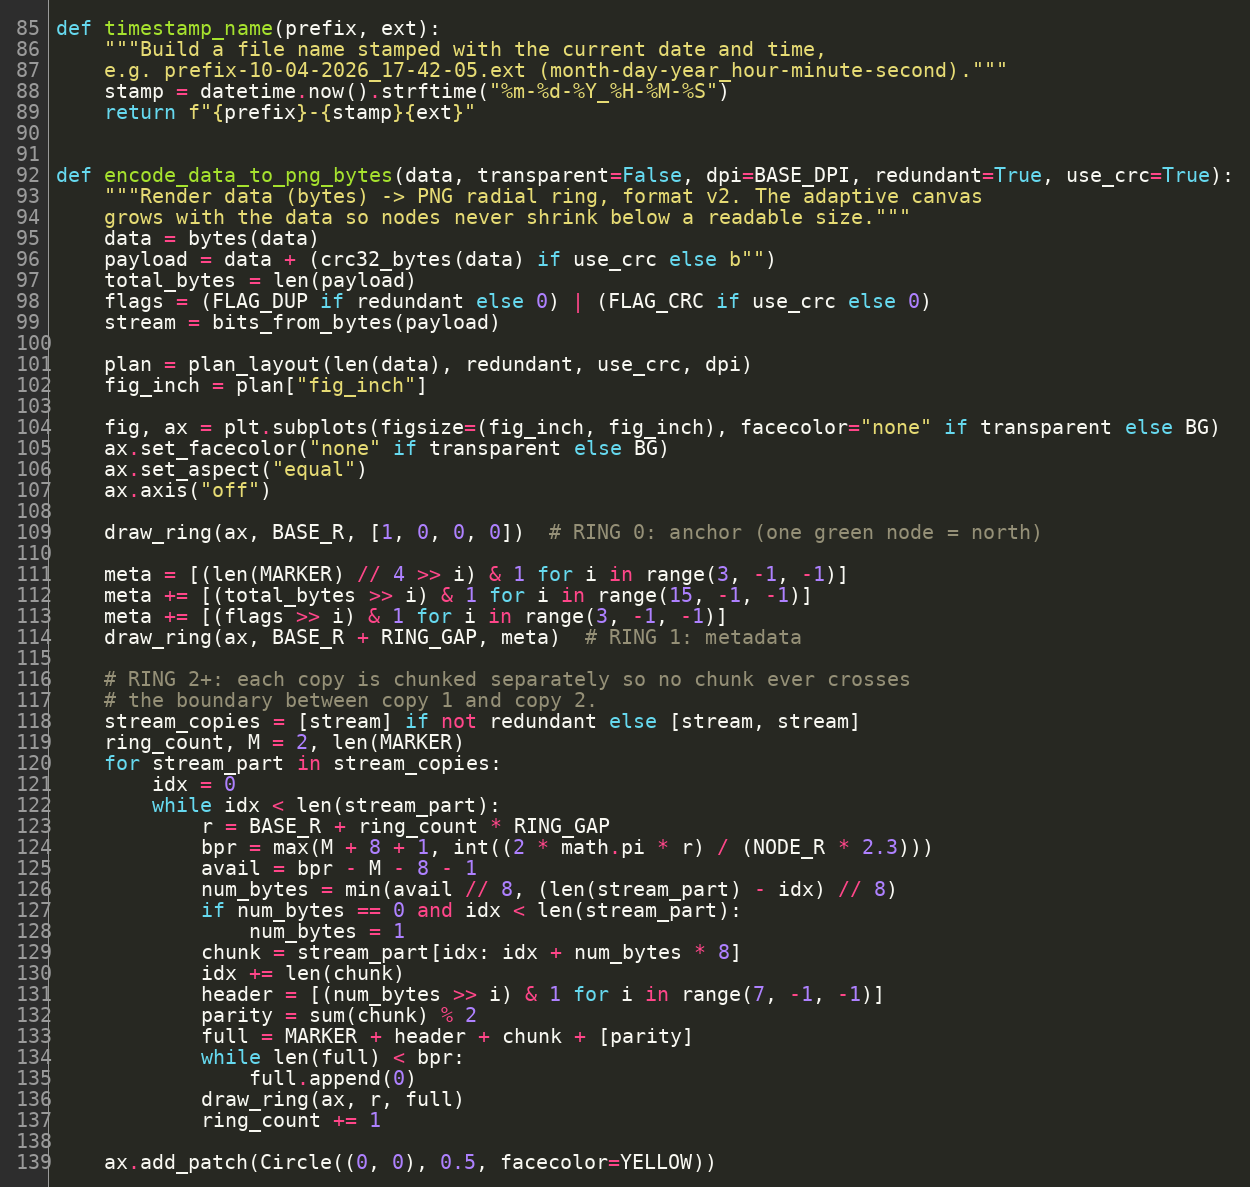 85 def timestamp_name(prefix, ext):
86     """Build a file name stamped with the current date and time,
87     e.g. prefix-10-04-2026_17-42-05.ext (month-day-year_hour-minute-second)."""
88     stamp = datetime.now().strftime("%m-%d-%Y_%H-%M-%S")
89     return f"{prefix}-{stamp}{ext}"
90
91
92 def encode_data_to_png_bytes(data, transparent=False, dpi=BASE_DPI, redundant=True, use_crc=True):
93     """Render data (bytes) -> PNG radial ring, format v2. The adaptive canvas
94     grows with the data so nodes never shrink below a readable size."""
95     data = bytes(data)
96     payload = data + (crc32_bytes(data) if use_crc else b"")
97     total_bytes = len(payload)
98     flags = (FLAG_DUP if redundant else 0) | (FLAG_CRC if use_crc else 0)
99     stream = bits_from_bytes(payload)
100
101     plan = plan_layout(len(data), redundant, use_crc, dpi)
102     fig_inch = plan["fig_inch"]
103
104     fig, ax = plt.subplots(figsize=(fig_inch, fig_inch), facecolor="none" if transparent else BG)
105     ax.set_facecolor("none" if transparent else BG)
106     ax.set_aspect("equal")
107     ax.axis("off")
108
109     draw_ring(ax, BASE_R, [1, 0, 0, 0])  # RING 0: anchor (one green node = north)
110
111     meta = [(len(MARKER) // 4 >> i) & 1 for i in range(3, -1, -1)]
112     meta += [(total_bytes >> i) & 1 for i in range(15, -1, -1)]
113     meta += [(flags >> i) & 1 for i in range(3, -1, -1)]
114     draw_ring(ax, BASE_R + RING_GAP, meta)  # RING 1: metadata
115
116     # RING 2+: each copy is chunked separately so no chunk ever crosses
117     # the boundary between copy 1 and copy 2.
118     stream_copies = [stream] if not redundant else [stream, stream]
119     ring_count, M = 2, len(MARKER)
120     for stream_part in stream_copies:
121         idx = 0
122         while idx < len(stream_part):
123             r = BASE_R + ring_count * RING_GAP
124             bpr = max(M + 8 + 1, int((2 * math.pi * r) / (NODE_R * 2.3)))
125             avail = bpr - M - 8 - 1
126             num_bytes = min(avail // 8, (len(stream_part) - idx) // 8)
127             if num_bytes == 0 and idx < len(stream_part):
128                 num_bytes = 1
129             chunk = stream_part[idx: idx + num_bytes * 8]
130             idx += len(chunk)
131             header = [(num_bytes >> i) & 1 for i in range(7, -1, -1)]
132             parity = sum(chunk) % 2
133             full = MARKER + header + chunk + [parity]
134             while len(full) < bpr:
135                 full.append(0)
136             draw_ring(ax, r, full)
137             ring_count += 1
138
139     ax.add_patch(Circle((0, 0), 0.5, facecolor=YELLOW))